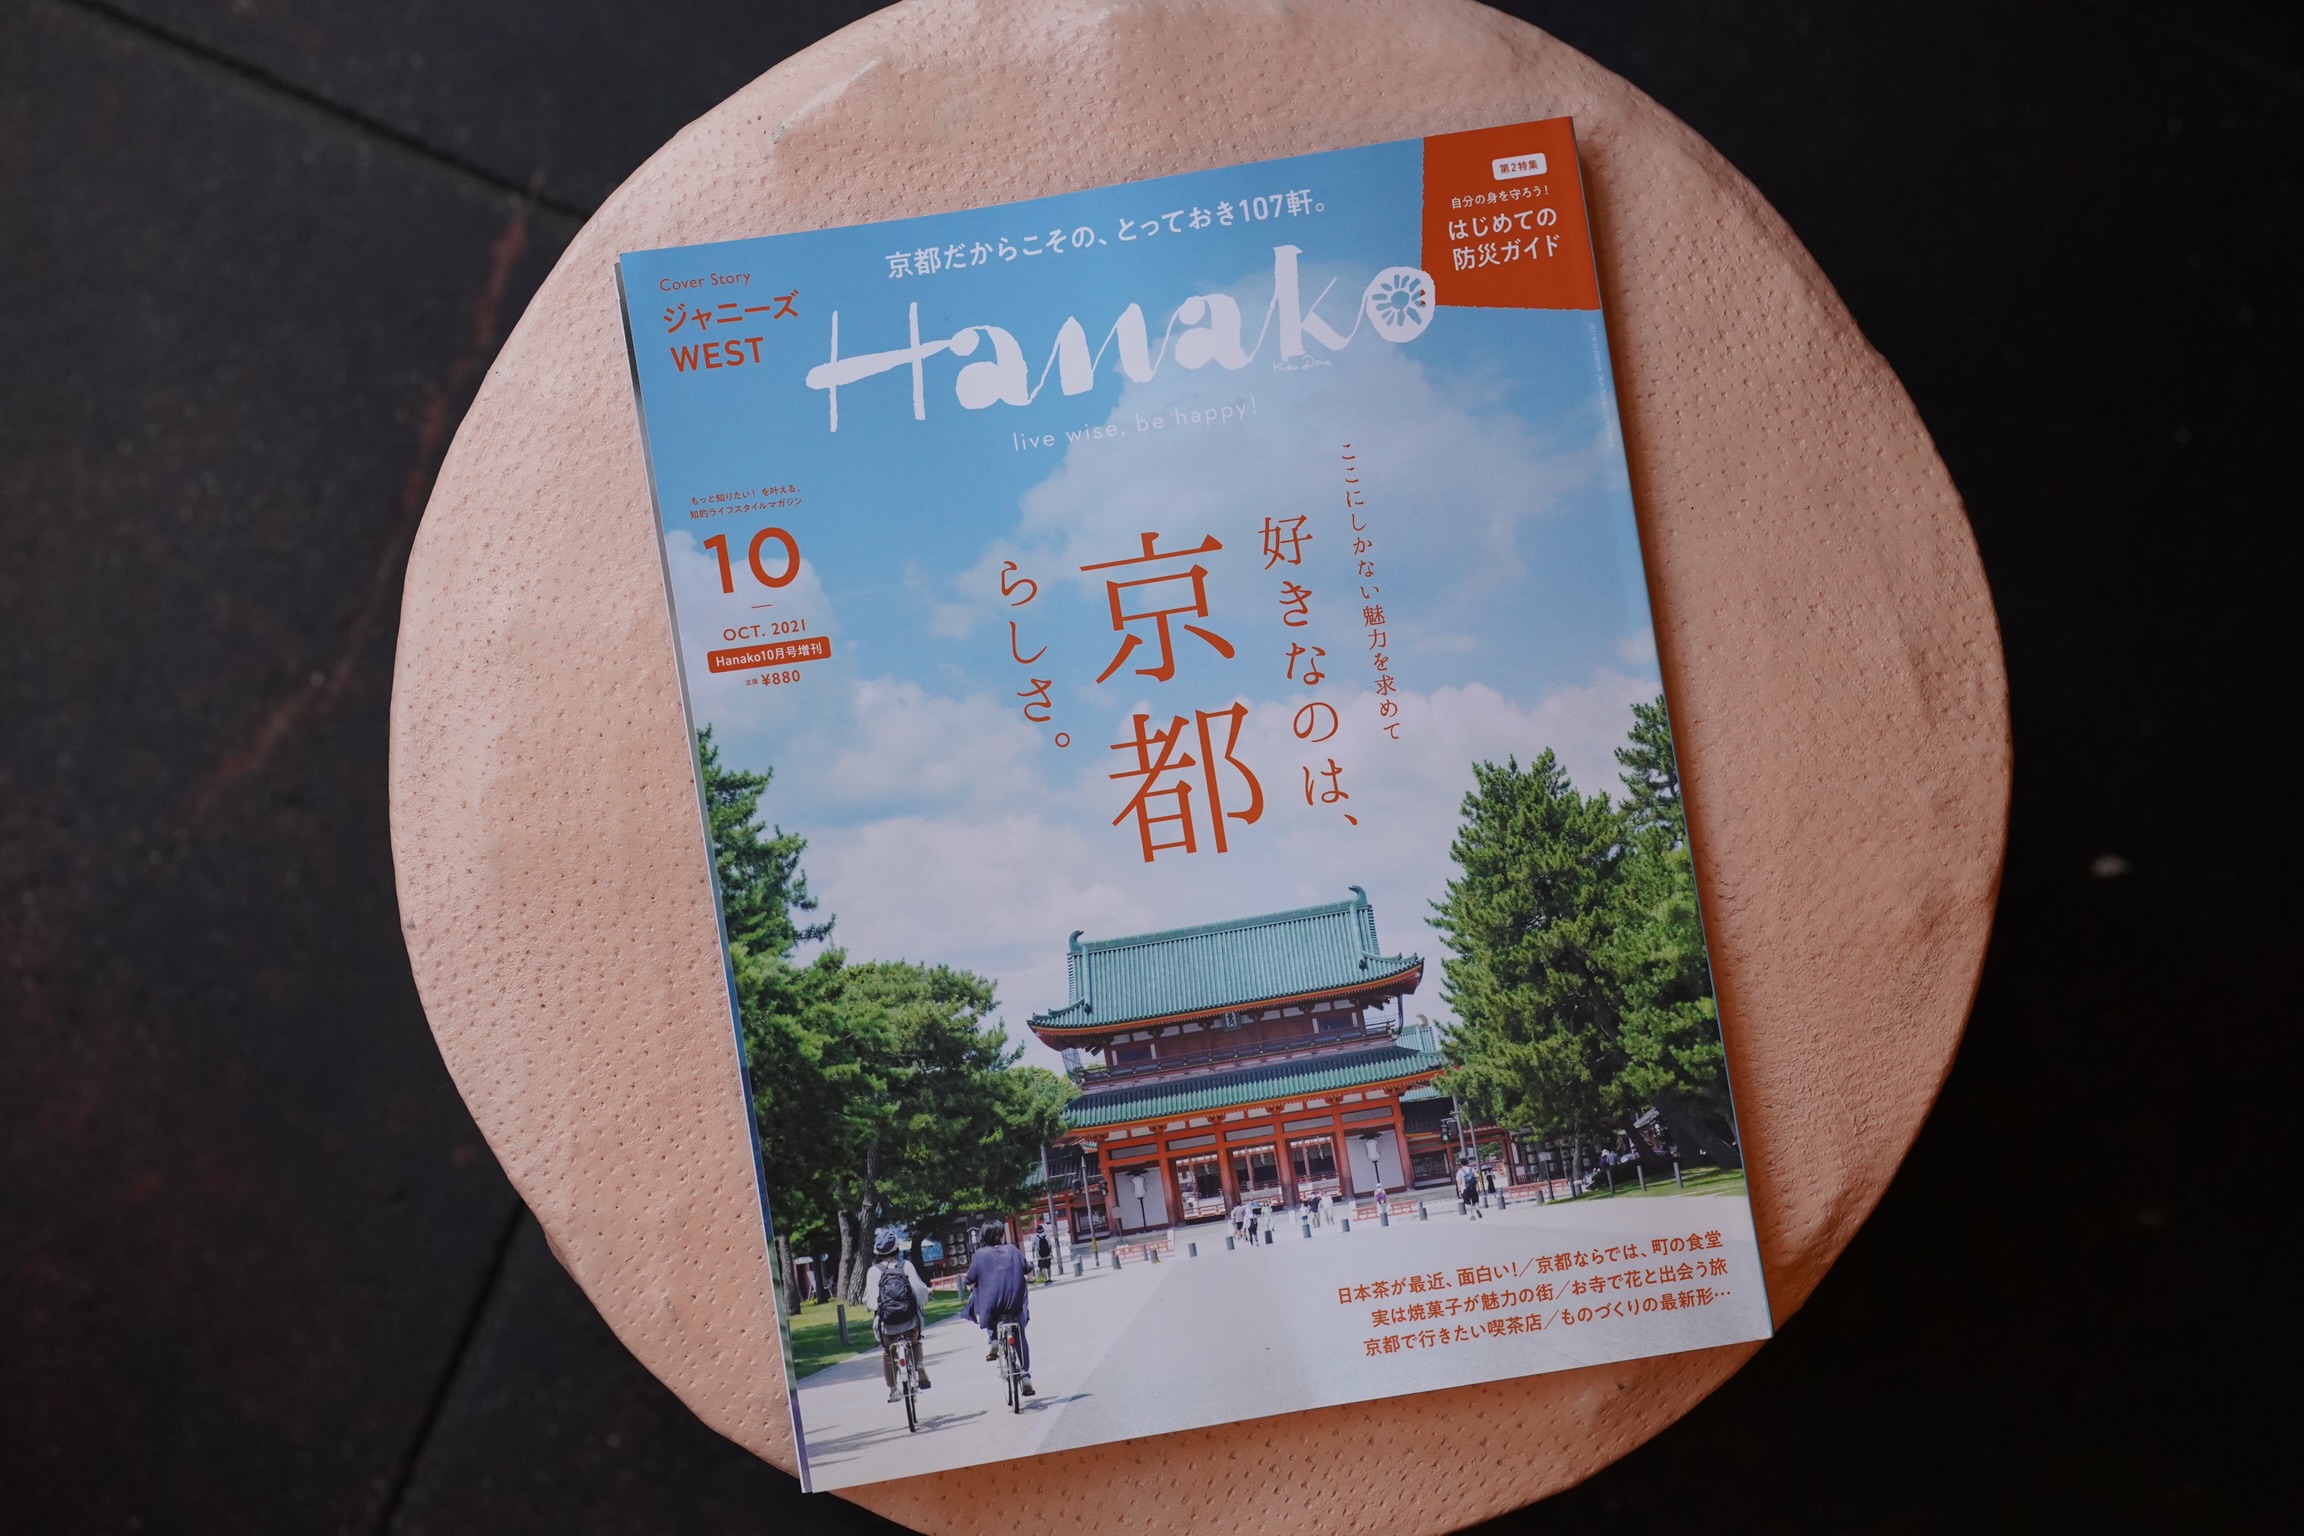 京都だからこその、とっておき107軒。
第2特集
自分の身を守ろう！
はじめての
防災ガイド
Cover Story
ジャニーズ
WEST
Hanako
Ken Done
live wise, be happy!
もっと知りたい！を叶える、
知的ライフスタイルマガジン
10
OCT. 2021
Hanako10月号増刊
定価 ¥880
ここにしかない魅力を求めて
好きなのは、
京都
らしさ。
日本茶が最近、面白い！／京都ならでは、町の食堂
実は焼菓子が魅力の街／お寺で花と出会う旅
京都で行きたい喫茶店／ものづくりの最新形…